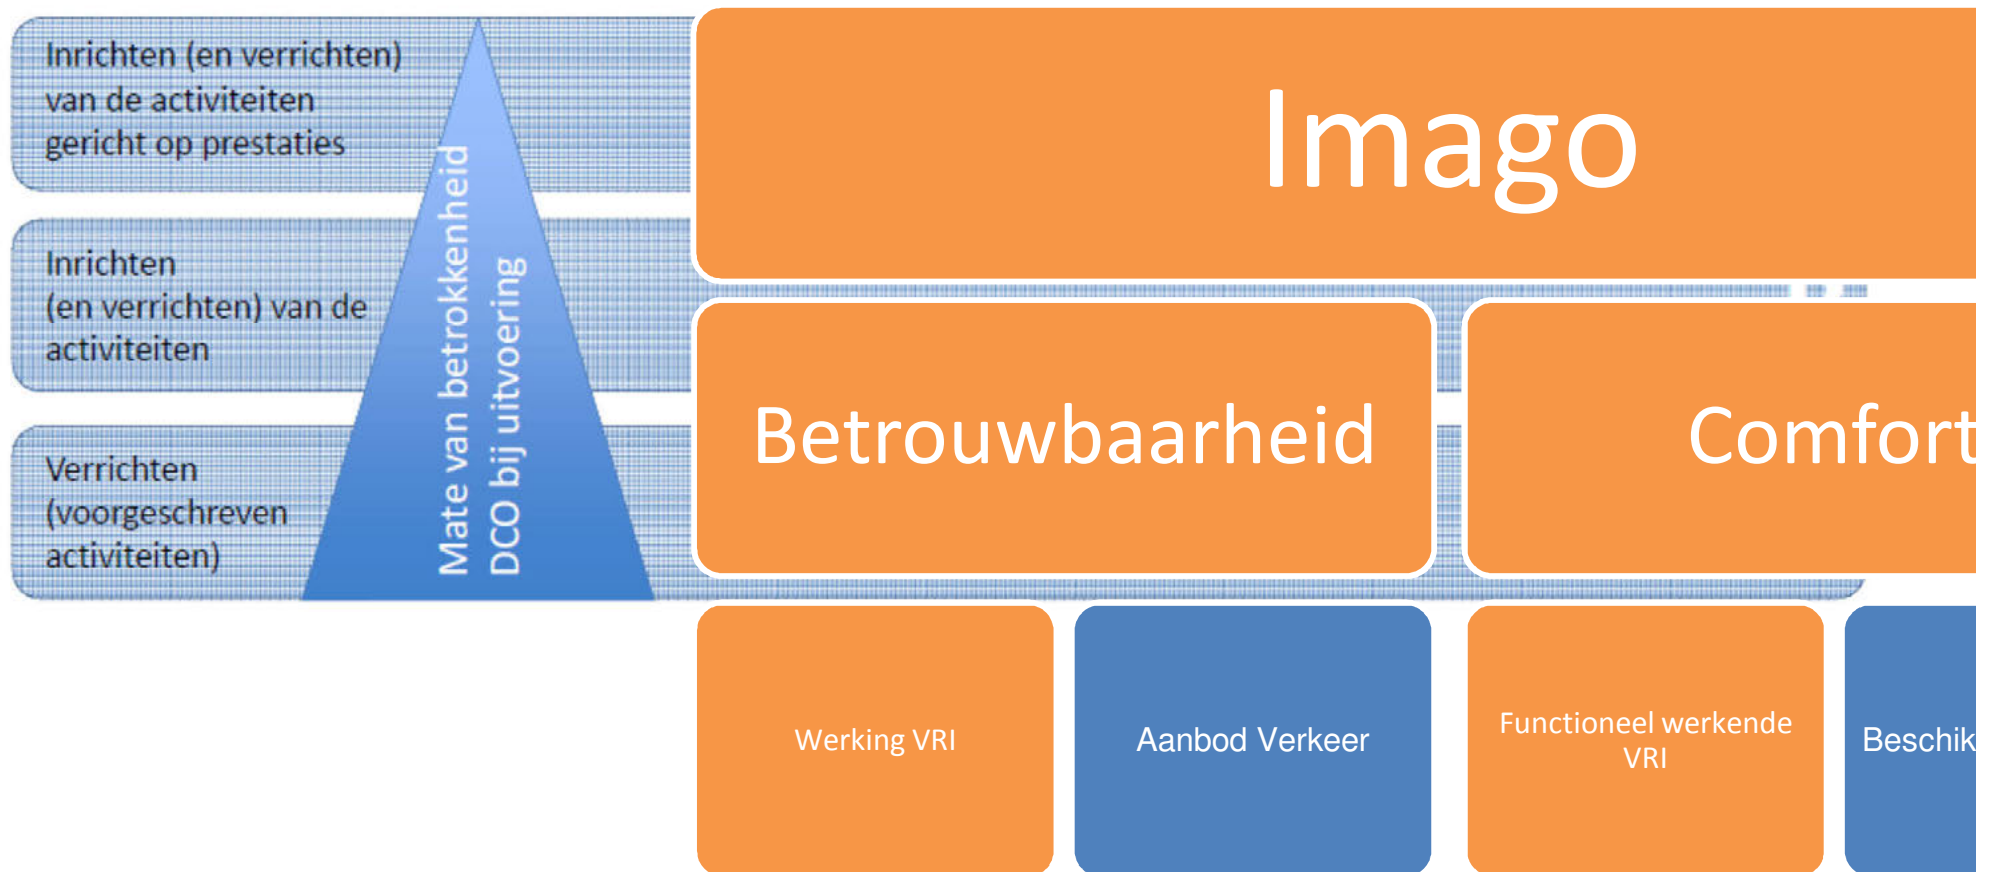 Inrichten (en verrichten)
van de activiteiten
gericht op prestaties
Inrichten
(en verrichten) van de
activiteiten
Verrichten
(voorgeschreven
activiteiten)
Mate van betrokkenheid
DCO bij uitvoering
Imago
Betrouwbaarheid
Comfort
Werking VRI
Aanbod Verkeer
Functioneel werkende
VRI
Beschik